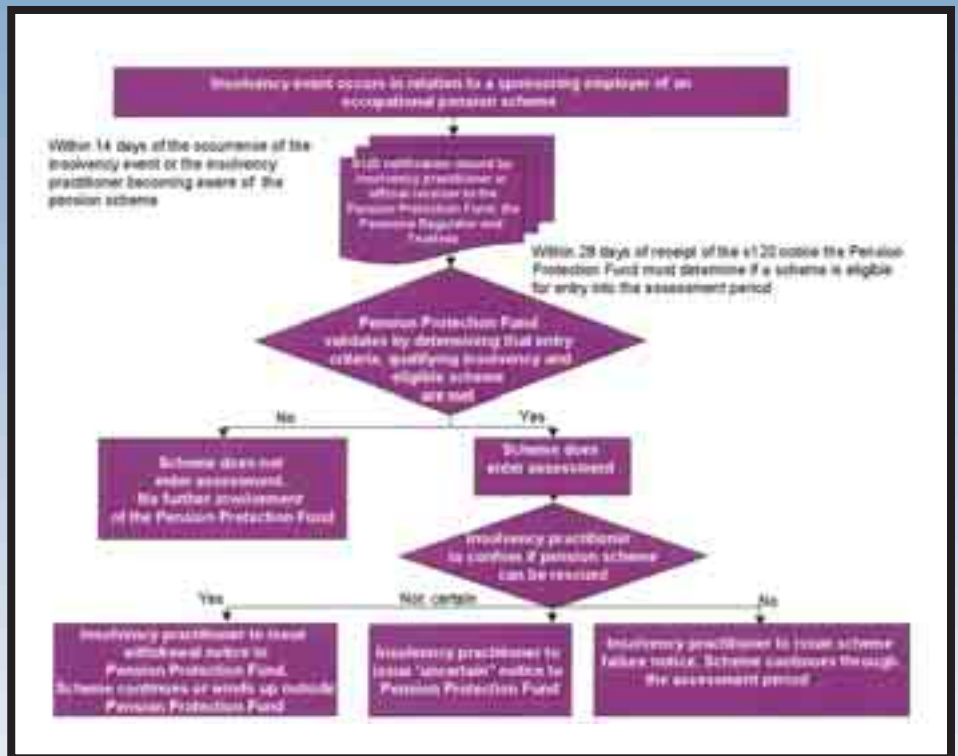 Insolvency event occurs in relation to a sponsoring employer of an
occupational pension scheme
Within 14 days of the occurrence of the
insolvency event or the insolvency
practitioner becoming aware of the
pension scheme
s120 notification issued by
insolvency practitioner or
official receiver to the
Pension Protection Fund, the
Pensions Regulator and
Trustees
Within 28 days of receipt of the s120 notice the Pension
Protection Fund must determine if a scheme is eligible
for entry into the assessment period
Pension Protection Fund
validates by determining that entry
criteria, qualifying insolvency and
eligible scheme
are met
No
Yes
Scheme does not
enter assessment.
No further involvement
of the Pension Protection Fund
Scheme does
enter assessment
Insolvency practitioner
to confirm if pension scheme
can be rescued
Yes
Not certain
No
Insolvency practitioner to issue
withdrawal notice to
Pension Protection Fund.
Scheme continues or winds up outside
Pension Protection Fund
Insolvency practitioner to
issue "uncertain" notice to
Pension Protection Fund
Insolvency practitioner to issue scheme
failure notice. Scheme continues through
the assessment period